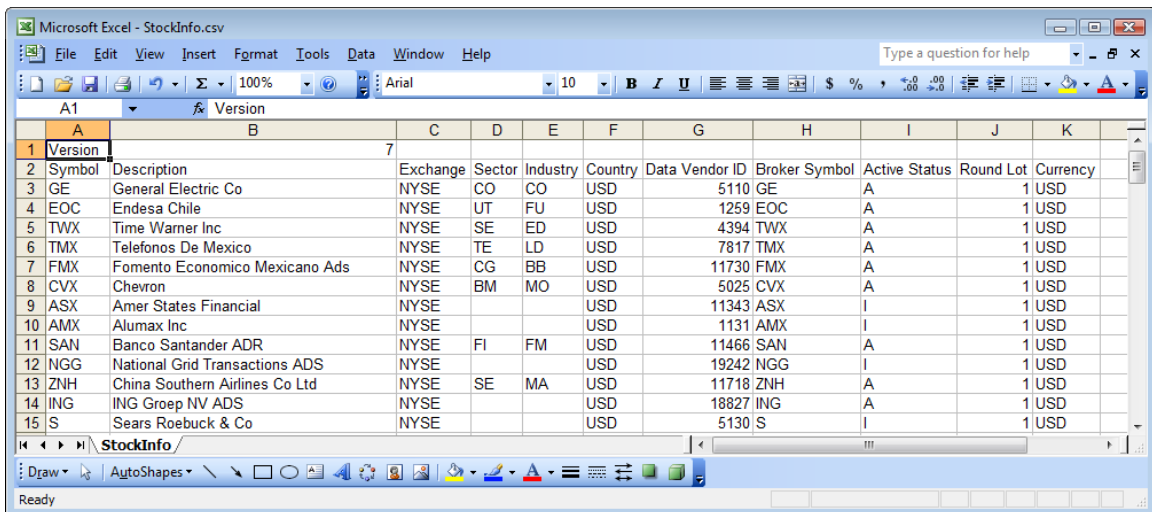 Microsoft Excel - StockInfo.csv
File Edit View Insert Format Tools Data Window Help Type a question for help
100% Arial 10 B I U $ % ,
A1 fx Version
A B C D E F G H I J K
1 Version 7
2 Symbol Description Exchange Sector Industry Country Data Vendor ID Broker Symbol Active Status Round Lot Currency
3 GE General Electric Co NYSE CO CO USD 5110 GE A 1 USD
4 EOC Endesa Chile NYSE UT FU USD 1259 EOC A 1 USD
5 TWX Time Warner Inc NYSE SE ED USD 4394 TWX A 1 USD
6 TMX Telefonos De Mexico NYSE TE LD USD 7817 TMX A 1 USD
7 FMX Fomento Economico Mexicano Ads NYSE CG BB USD 11730 FMX A 1 USD
8 CVX Chevron NYSE BM MO USD 5025 CVX A 1 USD
9 ASX Amer States Financial NYSE USD 11343 ASX I 1 USD
10 AMX Alumax Inc NYSE USD 1131 AMX I 1 USD
11 SAN Banco Santander ADR NYSE FI FM USD 11466 SAN A 1 USD
12 NGG National Grid Transactions ADS NYSE USD 19242 NGG I 1 USD
13 ZNH China Southern Airlines Co Ltd NYSE SE MA USD 11718 ZNH A 1 USD
14 ING ING Groep NV ADS NYSE USD 18827 ING A 1 USD
15 S Sears Roebuck & Co NYSE USD 5130 S I 1 USD
StockInfo
Draw AutoShapes
Ready